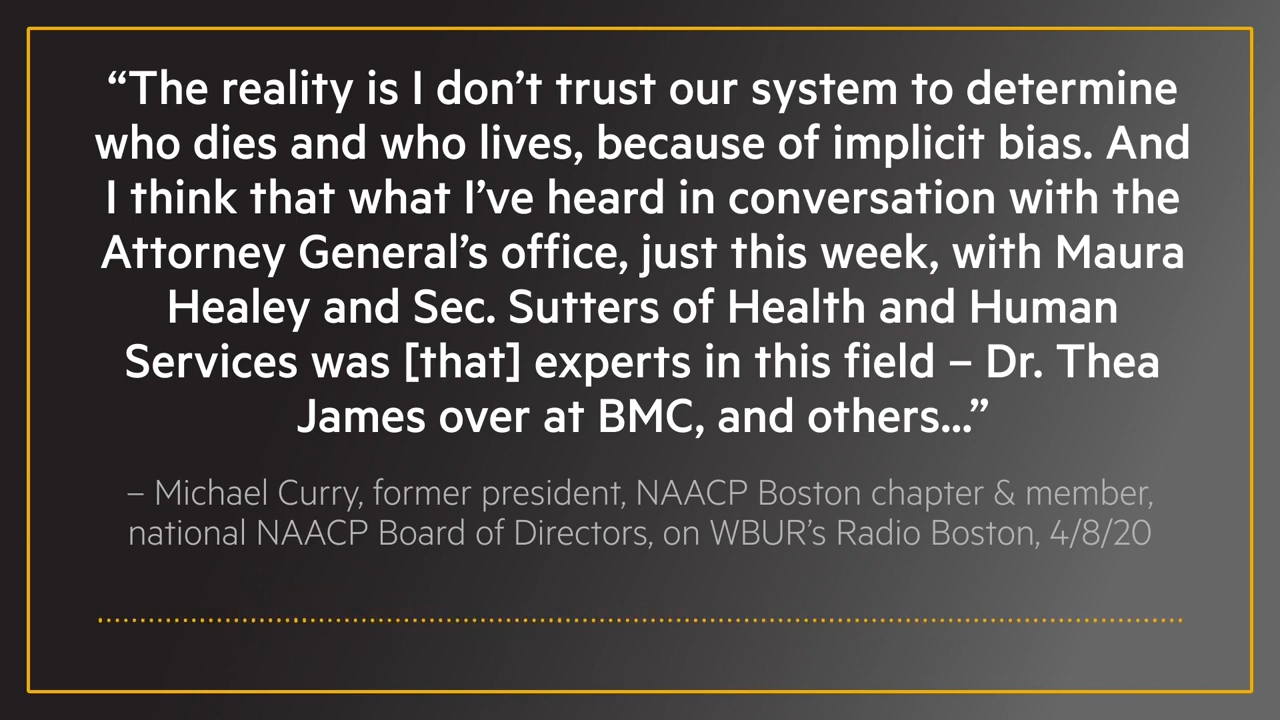 “The reality is I don’t trust our system to determine
who dies and who lives, because of implicit bias. And
I think that what I’ve heard in conversation with the
Attorney General’s office, just this week, with Maura
Healey and Sec. Sutters of Health and Human
Services was [that] experts in this field – Dr. Thea
James over at BMC, and others...”
– Michael Curry, former president, NAACP Boston chapter & member,
national NAACP Board of Directors, on WBUR’s Radio Boston, 4/8/20